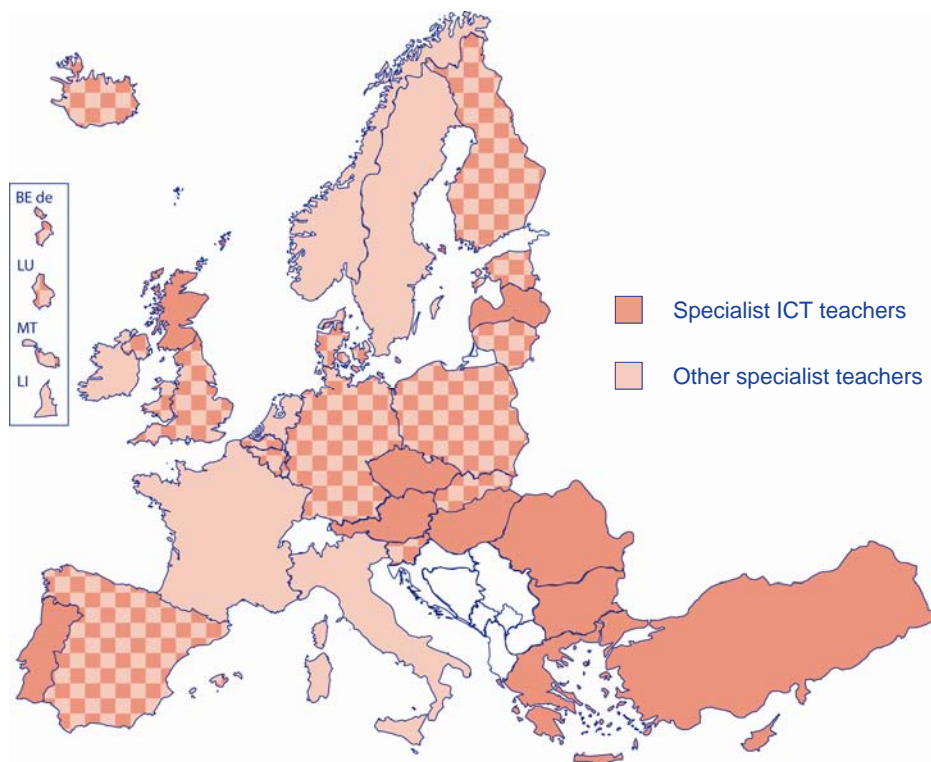 BE de
LU
MT
LI
Specialist ICT teachers
Other specialist teachers